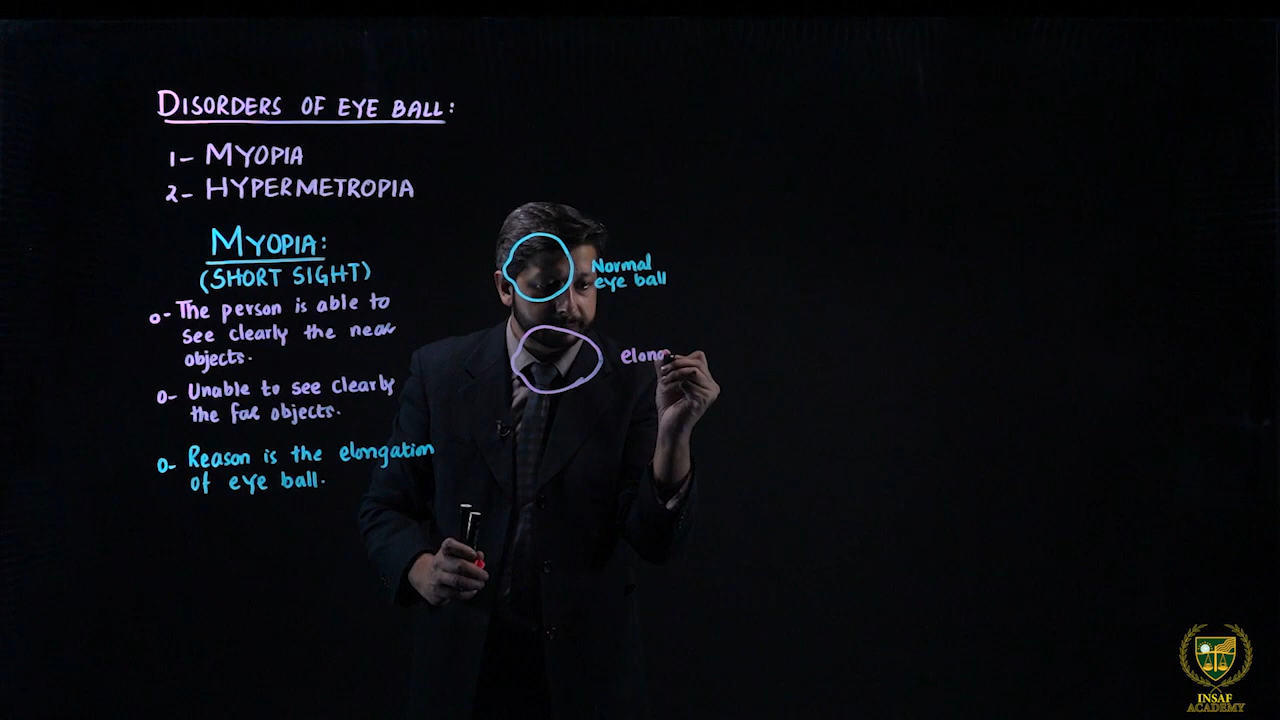 DISORDERS OF EYE BALL:
1- MYOPIA
2- HYPERMETROPIA
MYOPIA:
(SHORT SIGHT)
o- The person is able to
see clearly the near
objects.
o- Unable to see clearly
the far objects.
o- Reason is the elongation
of eye ball.
Normal
eye ball
elong
INSAF
ACADEMY